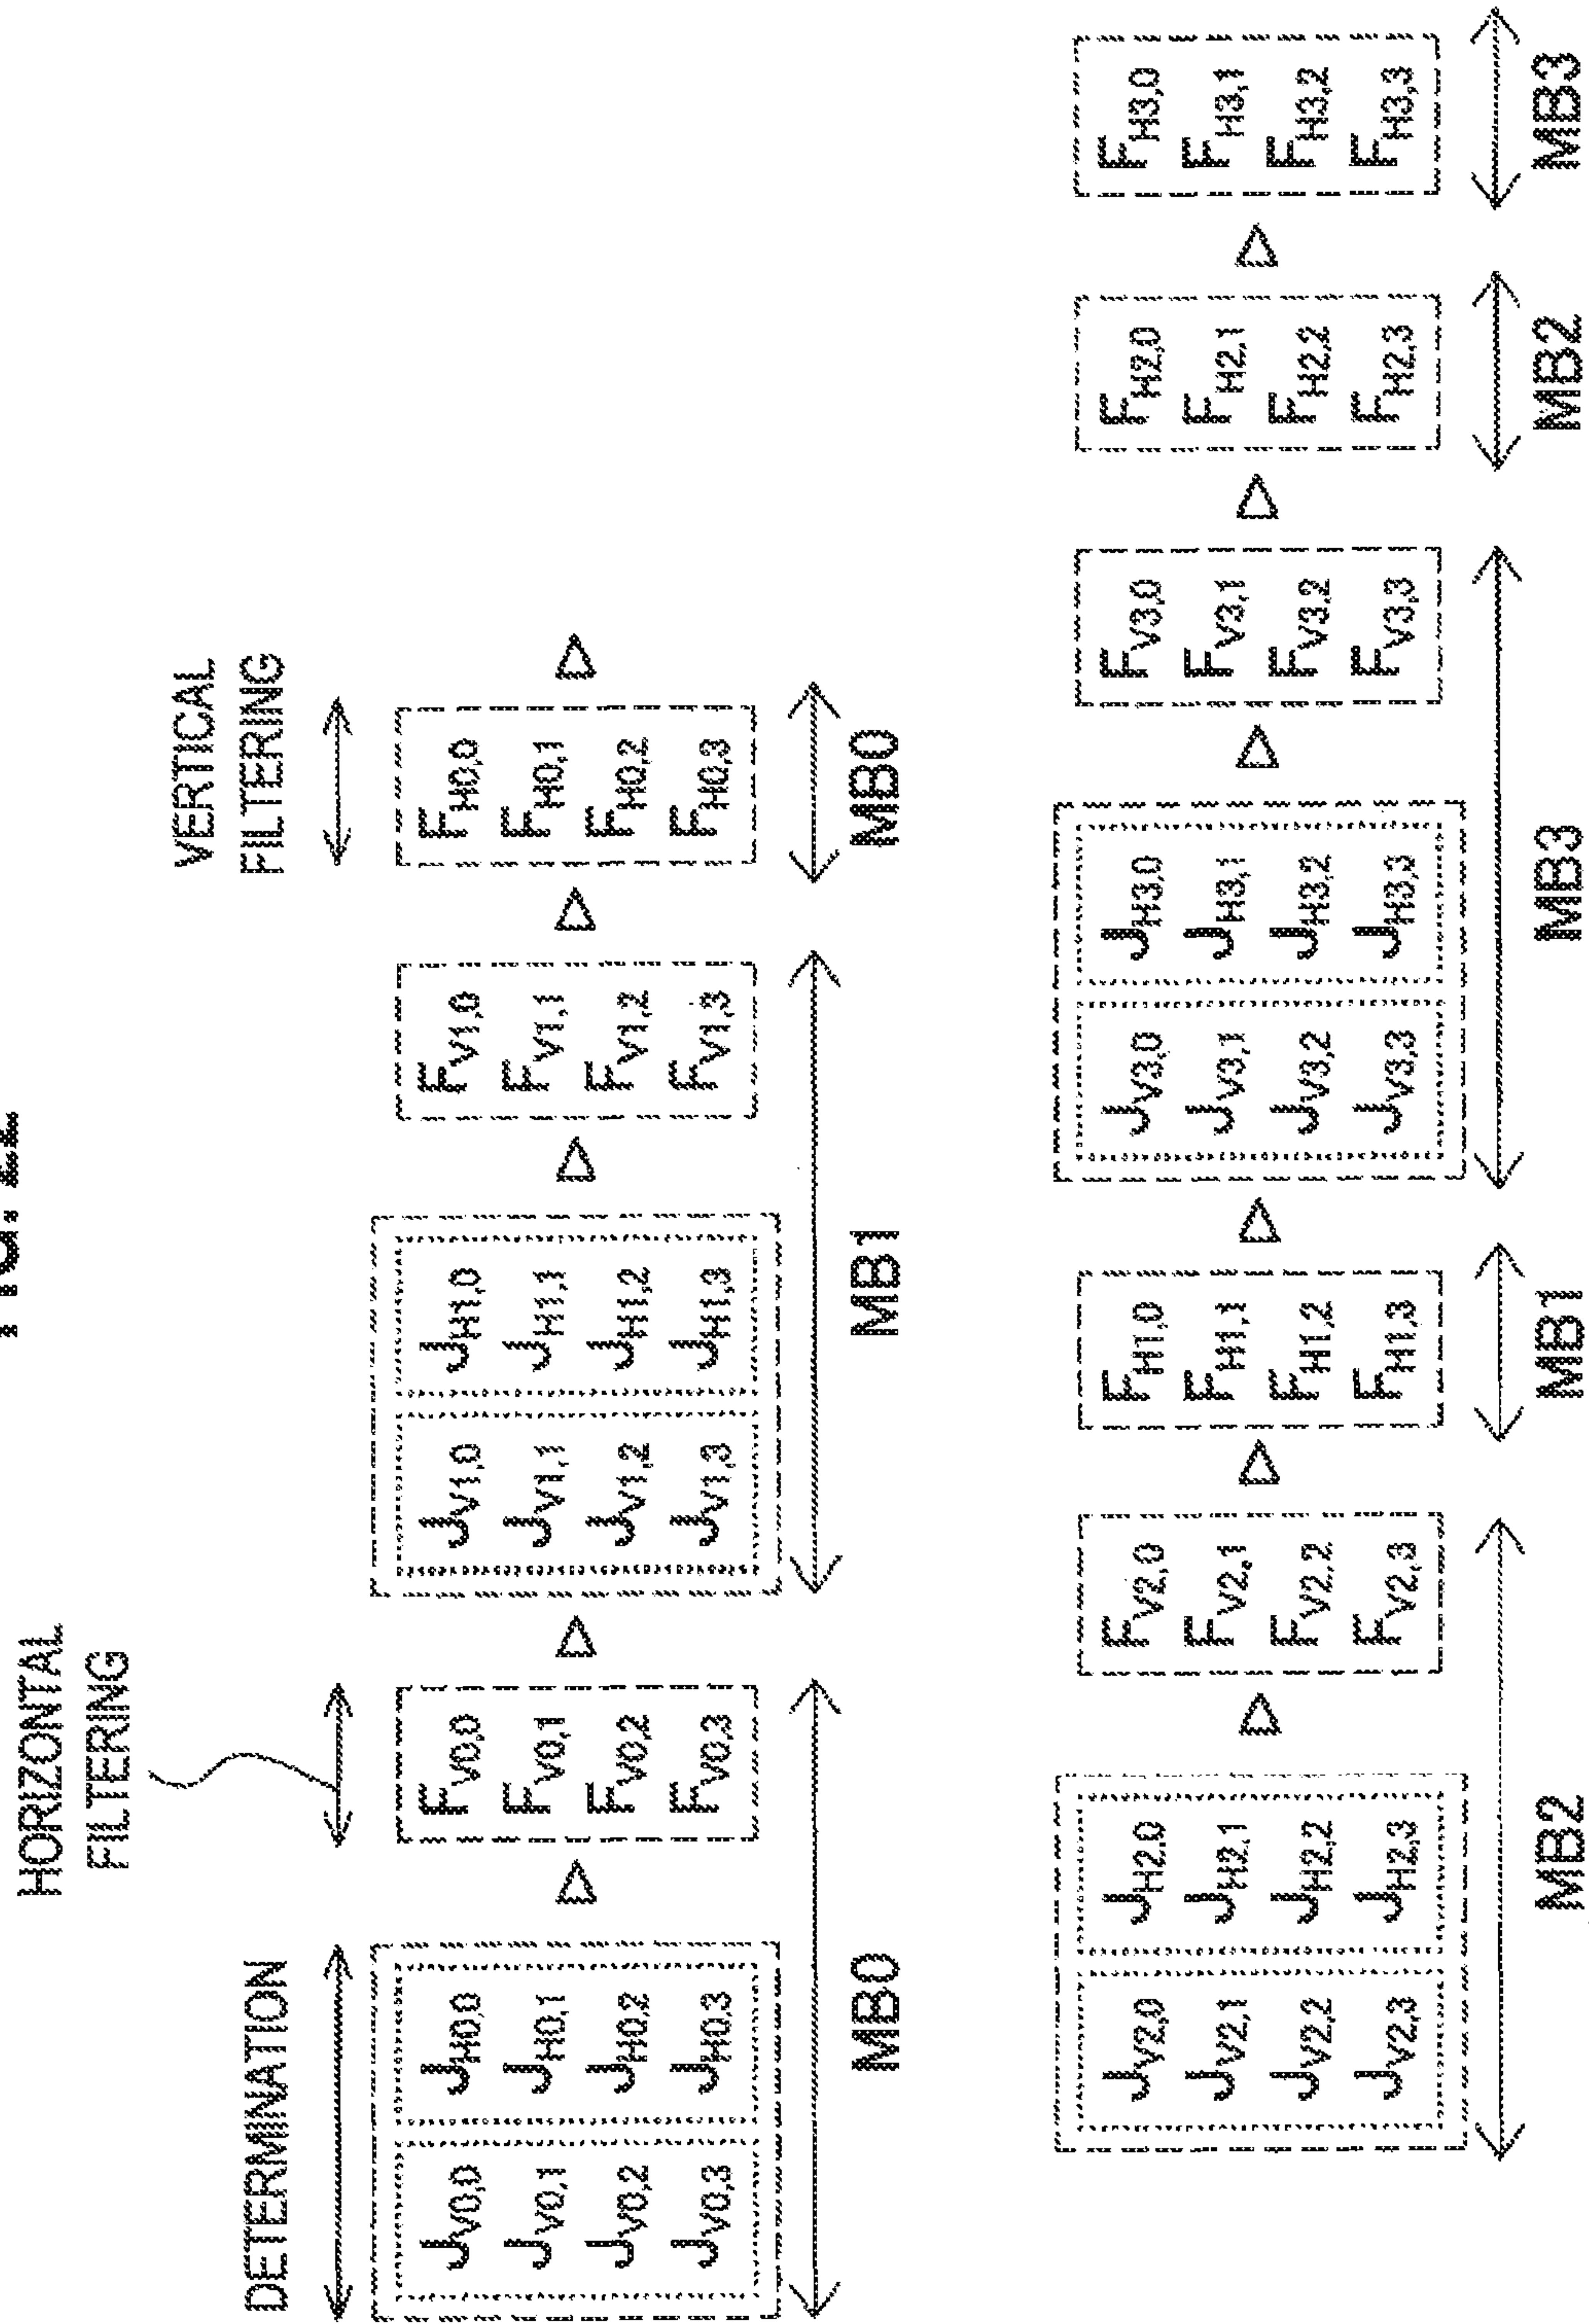 HORIZONTAL
FILTERING
DETERMINATION
VERTICAL
FILTERING
JV0,0 JH0,0 FV0,0 JV1,0 JH1,0 FV1,0 FH0,0
JV0,1 JH0,1 FV0,1 JV1,1 JH1,1 FV1,1 FH0,1
JV0,2 JH0,2 FV0,2 JV1,2 JH1,2 FV1,2 FH0,2
JV0,3 JH0,3 FV0,3 JV1,3 JH1,3 FV1,3 FH0,3
MB0 MB1 MB0
JV2,0 JH2,0 FV2,0 FH1,0 JV3,0 JH3,0 FV3,0 FH2,0 FH3,0
JV2,1 JH2,1 FV2,1 FH1,1 JV3,1 JH3,1 FV3,1 FH2,1 FH3,1
JV2,2 JH2,2 FV2,2 FH1,2 JV3,2 JH3,2 FV3,2 FH2,2 FH3,2
JV2,3 JH2,3 FV2,3 FH1,3 JV3,3 JH3,3 FV3,3 FH2,3 FH3,3
MB2 MB1 MB3 MB2 MB3